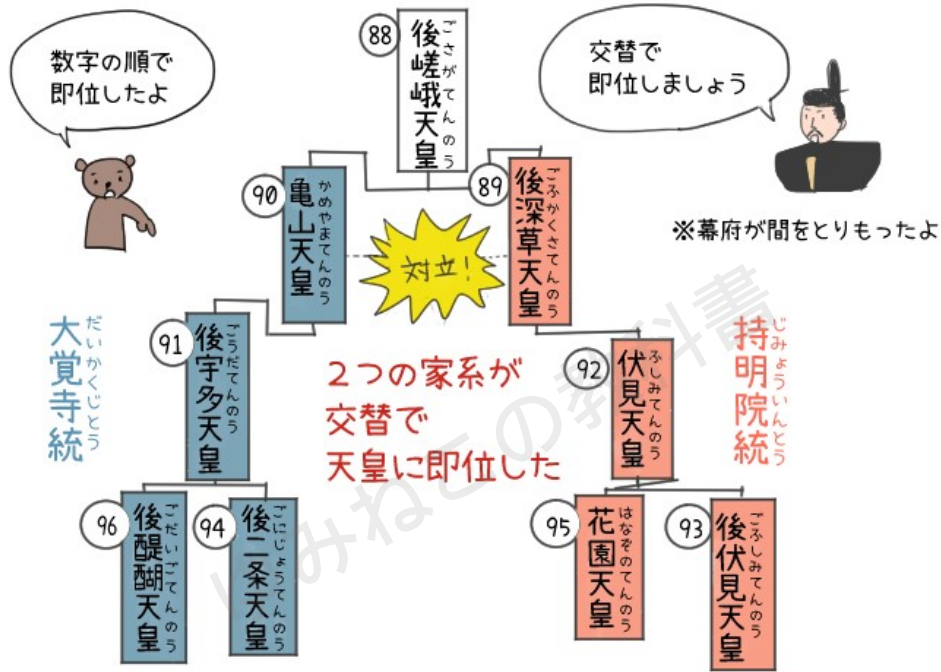 数字の順で
即位したよ
88
後嵯峨天皇
ごさがてんのう
交替で
即位しましょう
※幕府が間をとりもったよ
90
亀山天皇
かめやまてんのう
対立!
89
後深草天皇
ごふかくさてんのう
大覚寺統
だいかくじとう
91
後宇多天皇
ごうだてんのう
2つの家系が
交替で
天皇に即位した
92
伏見天皇
ふしみてんのう
持明院統
じみょういんとう
96
後醍醐天皇
ごだいごてんのう
94
後二条天皇
ごにじょうてんのう
95
花園天皇
はなぞのてんのう
93
後伏見天皇
ごふしみてんのう